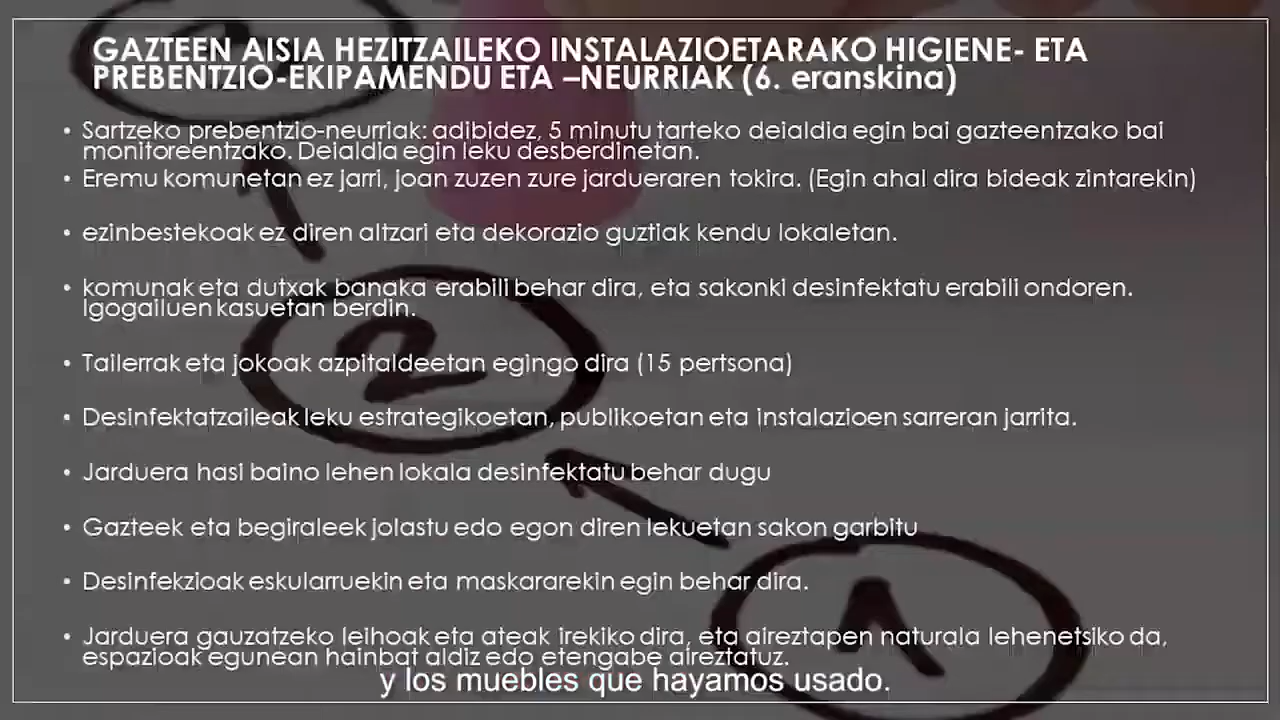 GAZTEEN AISIA HEZITZAILEKO INSTALAZIOETARAKO HIGIENE- ETA
PREBENTZIO-EKIPAMENDU ETA –NEURRIAK (6. eranskina)
• Sartzeko prebentzio-neurriak: adibidez, 5 minutu tarteko deialdia egin bai gazteentzako bai
monitoreentzako. Deialdia egin leku desberdinetan.
• Eremu komunetan ez jarri, joan zuzen zure jardueraren tokira. (Egin ahal dira bideak zintarekin)
• ezinbestekoak ez diren altzari eta dekorazio guztiak kendu lokaletan.
• komunak eta dutxak banaka erabili behar dira, eta sakonki desinfektatu erabili ondoren.
Igogailuen kasuetan berdin.
• Tailerrak eta jokoak azpitaldeetan egingo dira (15 pertsona)
• Desinfektatzaileak leku estrategikoetan, publikoetan eta instalazioen sarreran jarrita.
• Jarduera hasi baino lehen lokala desinfektatu behar dugu
• Gazteek eta begiraleek jolastu edo egon diren lekuetan sakon garbitu
• Desinfekzioak eskularruekin eta maskararekin egin behar dira.
• Jarduera gauzatzeko leihoak eta ateak irekiko dira, eta aireztapen naturala lehenetsiko da,
espazioak egunean hainbat aldiz edo etengabe aireztatuz.
y los muebles que hayamos usado.
2
1